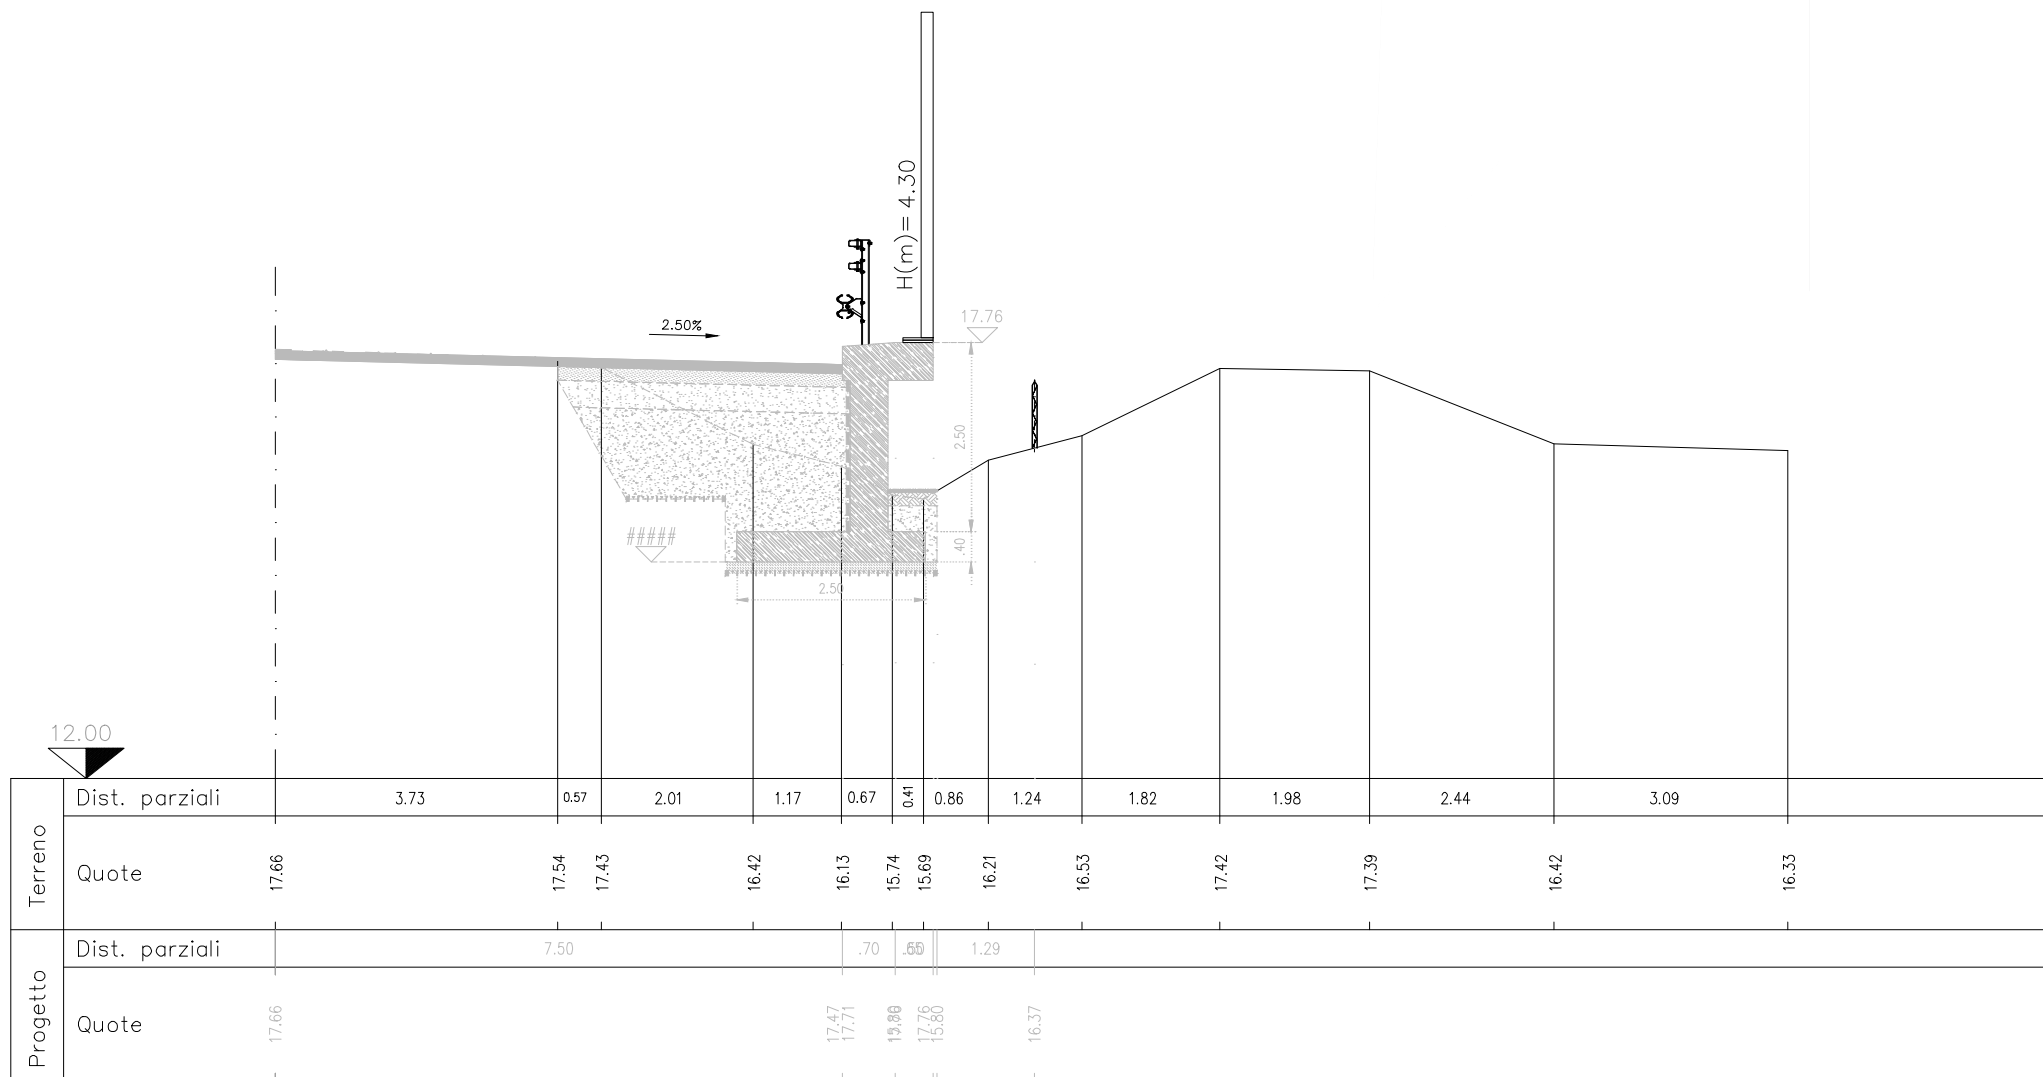 H(m)= 4.30
17.76
2.50%
2.50
.40
#####
2.50
12.00
Terreno
Dist. parziali 3.73 0.57 2.01 1.17 0.67 0.41 0.86 1.24 1.82 1.98 2.44 3.09
Quote 17.66 17.54 17.43 16.42 16.13 15.74 15.69 16.21 16.53 17.42 17.39 16.42 16.33
Progetto
Dist. parziali 7.50 .70 1.29
Quote 17.66 17.47 17.71 17.76 15.80 16.37